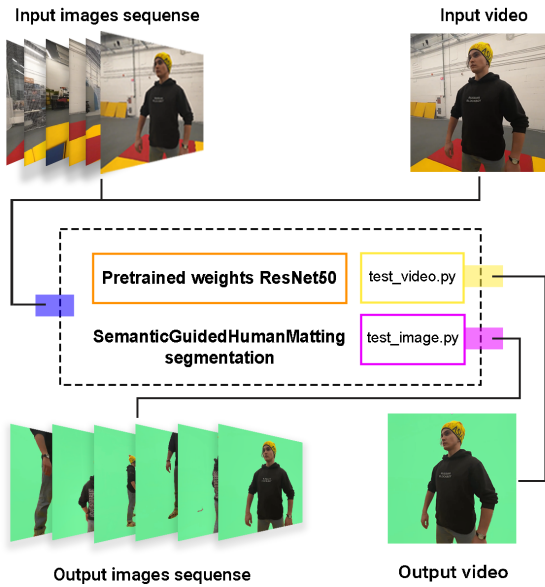 Input images sequense
Input video
Pretrained weights ResNet50
test_video.py
SemanticGuidedHumanMatting
segmentation
test_image.py
Output images sequense
Output video